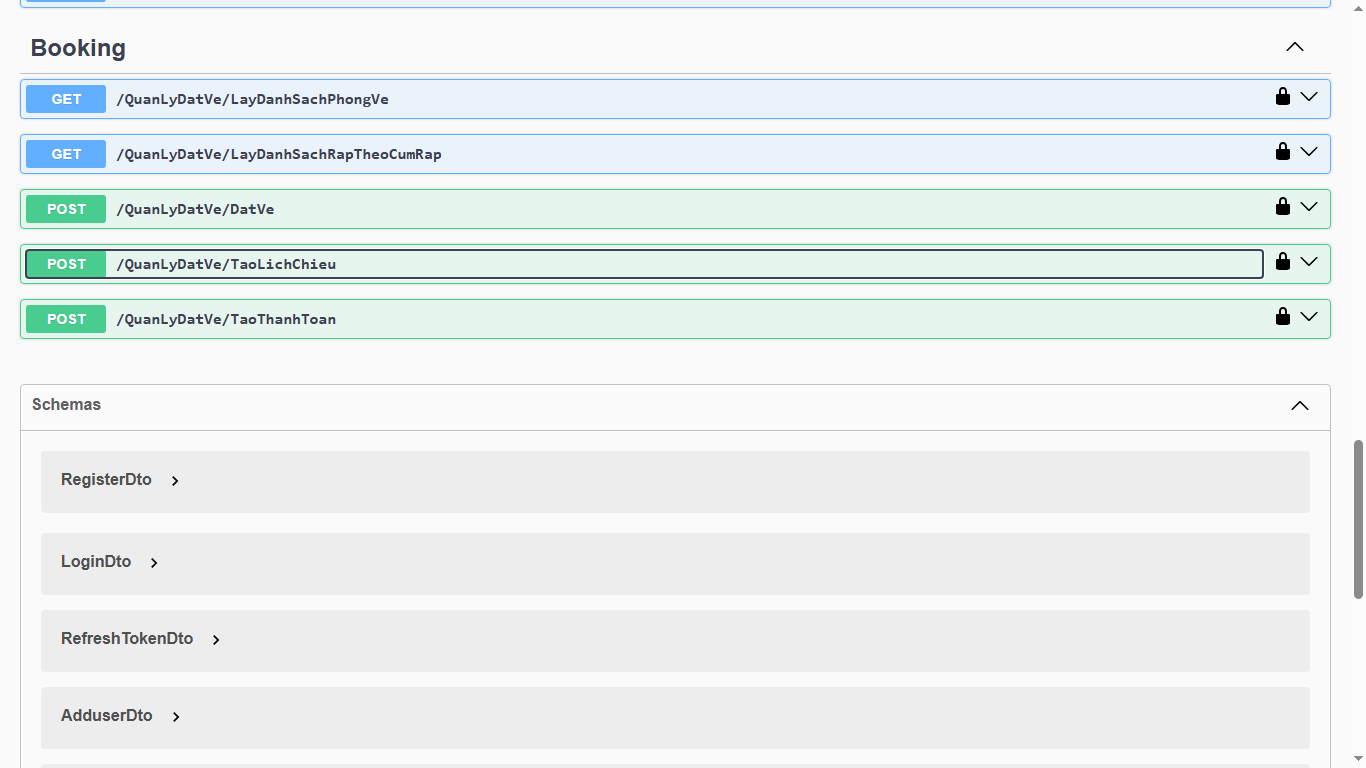 Booking
GET /QuanLyDatVe/LayDanhSachPhongVe
GET /QuanLyDatVe/LayDanhSachRapTheoCumRap
POST /QuanLyDatVe/DatVe
POST /QuanLyDatVe/TaoLichChieu
POST /QuanLyDatVe/TaoThanhToan
Schemas
RegisterDto
LoginDto
RefreshTokenDto
AdduserDto